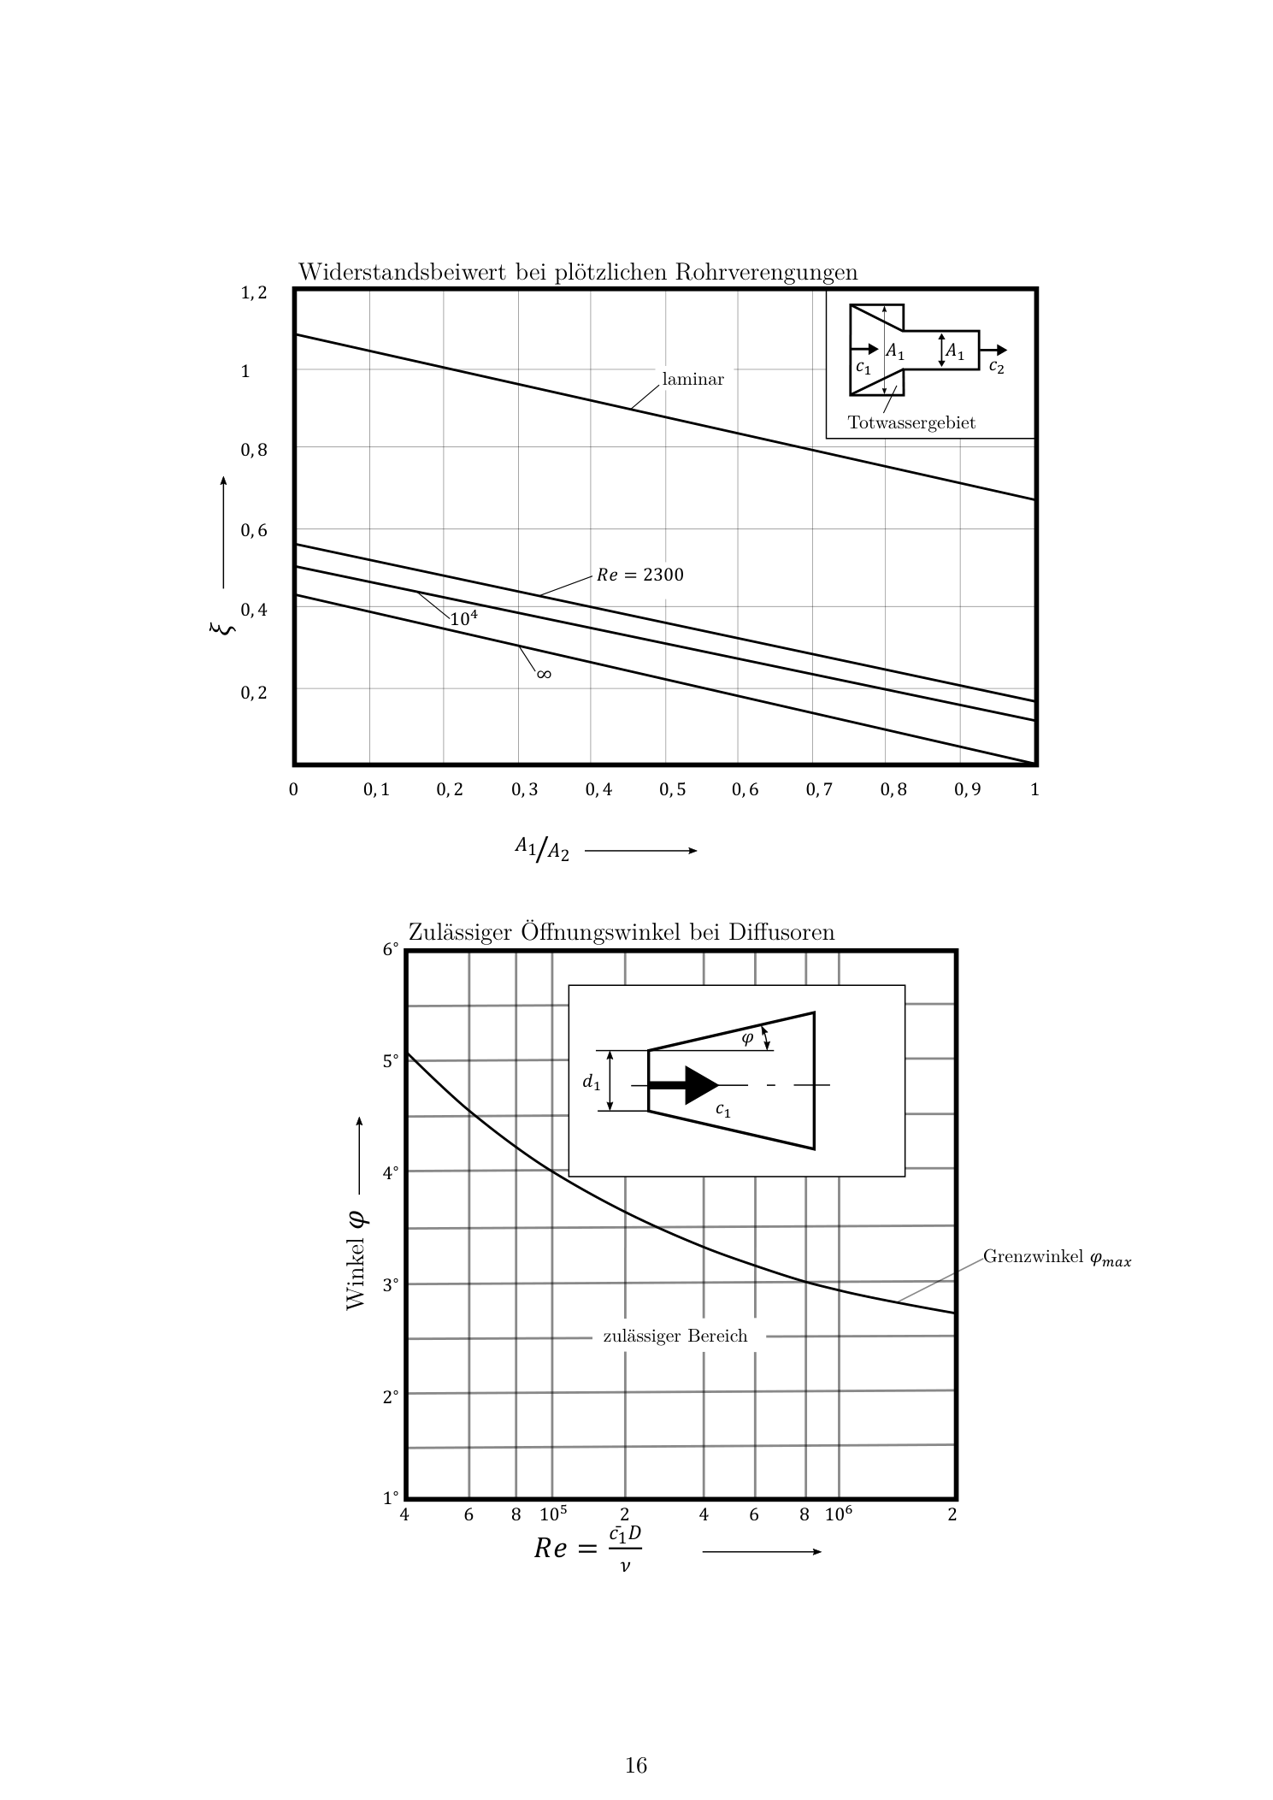 Widerstandsbeiwert bei plötzlichen Rohrverengungen
1,2
1
0,8
0,6
0,4
0,2
ξ
laminar
Re = 2300
10⁴
∞
A₁
A₁
c₁
c₂
Totwassergebiet
0 0,1 0,2 0,3 0,4 0,5 0,6 0,7 0,8 0,9 1
A₁/A₂
Zulässiger Öffnungswinkel bei Diffusoren
6°
5°
4°
3°
2°
1°
Winkel φ
φ
d₁
c₁
Grenzwinkel φₘₐₓ
zulässiger Bereich
4 6 8 10⁵ 2 4 6 8 10⁶ 2
Re = c̄₁D/ν
16